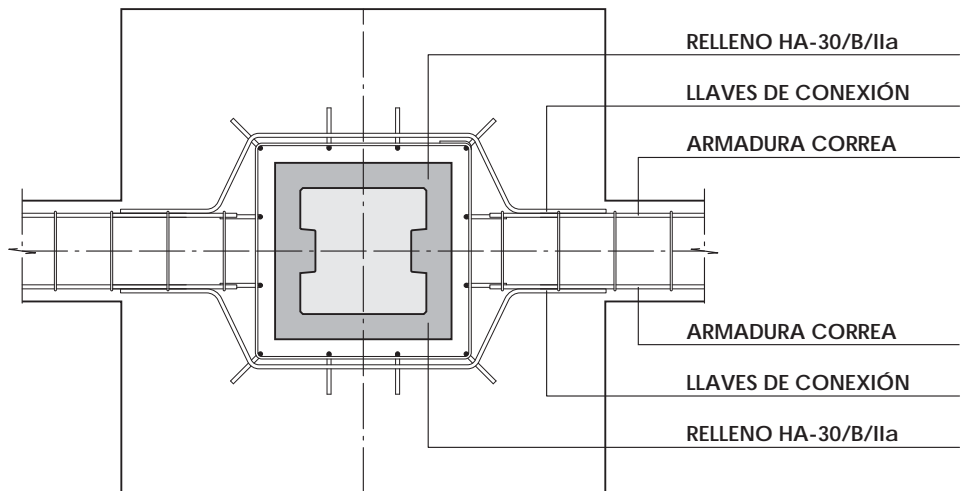 RELLENO HA-30/B/IIa
LLAVES DE CONEXIÓN
ARMADURA CORREA
ARMADURA CORREA
LLAVES DE CONEXIÓN
RELLENO HA-30/B/IIa